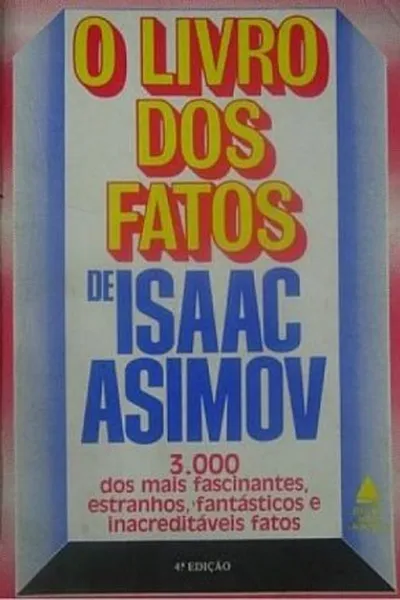 O LIVRO
DOS
FATOS
DE ISAAC
ASIMOV
3.000
dos mais fascinantes,
estranhos, fantásticos e
inacreditáveis fatos
4ª EDIÇÃO